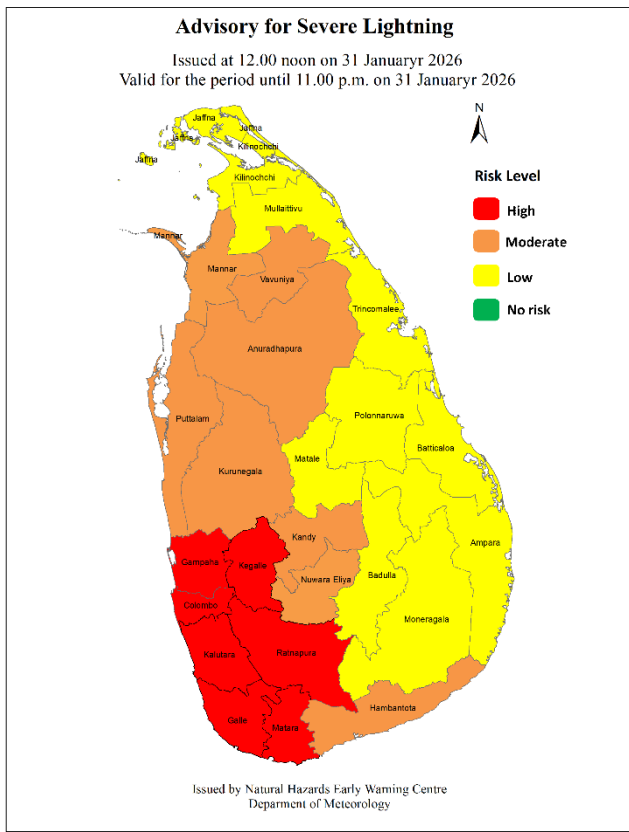 Advisory for Severe Lightning
Issued at 12.00 noon on 31 Januaryr 2026
Valid for the period until 11.00 p.m. on 31 Januaryr 2026
N
Risk Level
High
Moderate
Low
No risk
Jaffna
Jaffna
Jaffna
Kilinochchi
Jaffna
Kilinochchi
Mullaittivu
Mannar
Mannar
Vavuniya
Trincomalee
Anuradhapura
Puttalam
Polonnaruwa
Kurunegala
Matale
Batticaloa
Kandy
Ampara
Gampaha
Kegalle
Nuwara Eliya
Badulla
Colombo
Moneragala
Kalutara
Ratnapura
Hambantota
Galle
Matara
Issued by Natural Hazards Early Warning Centre
Deparment of Meteorology